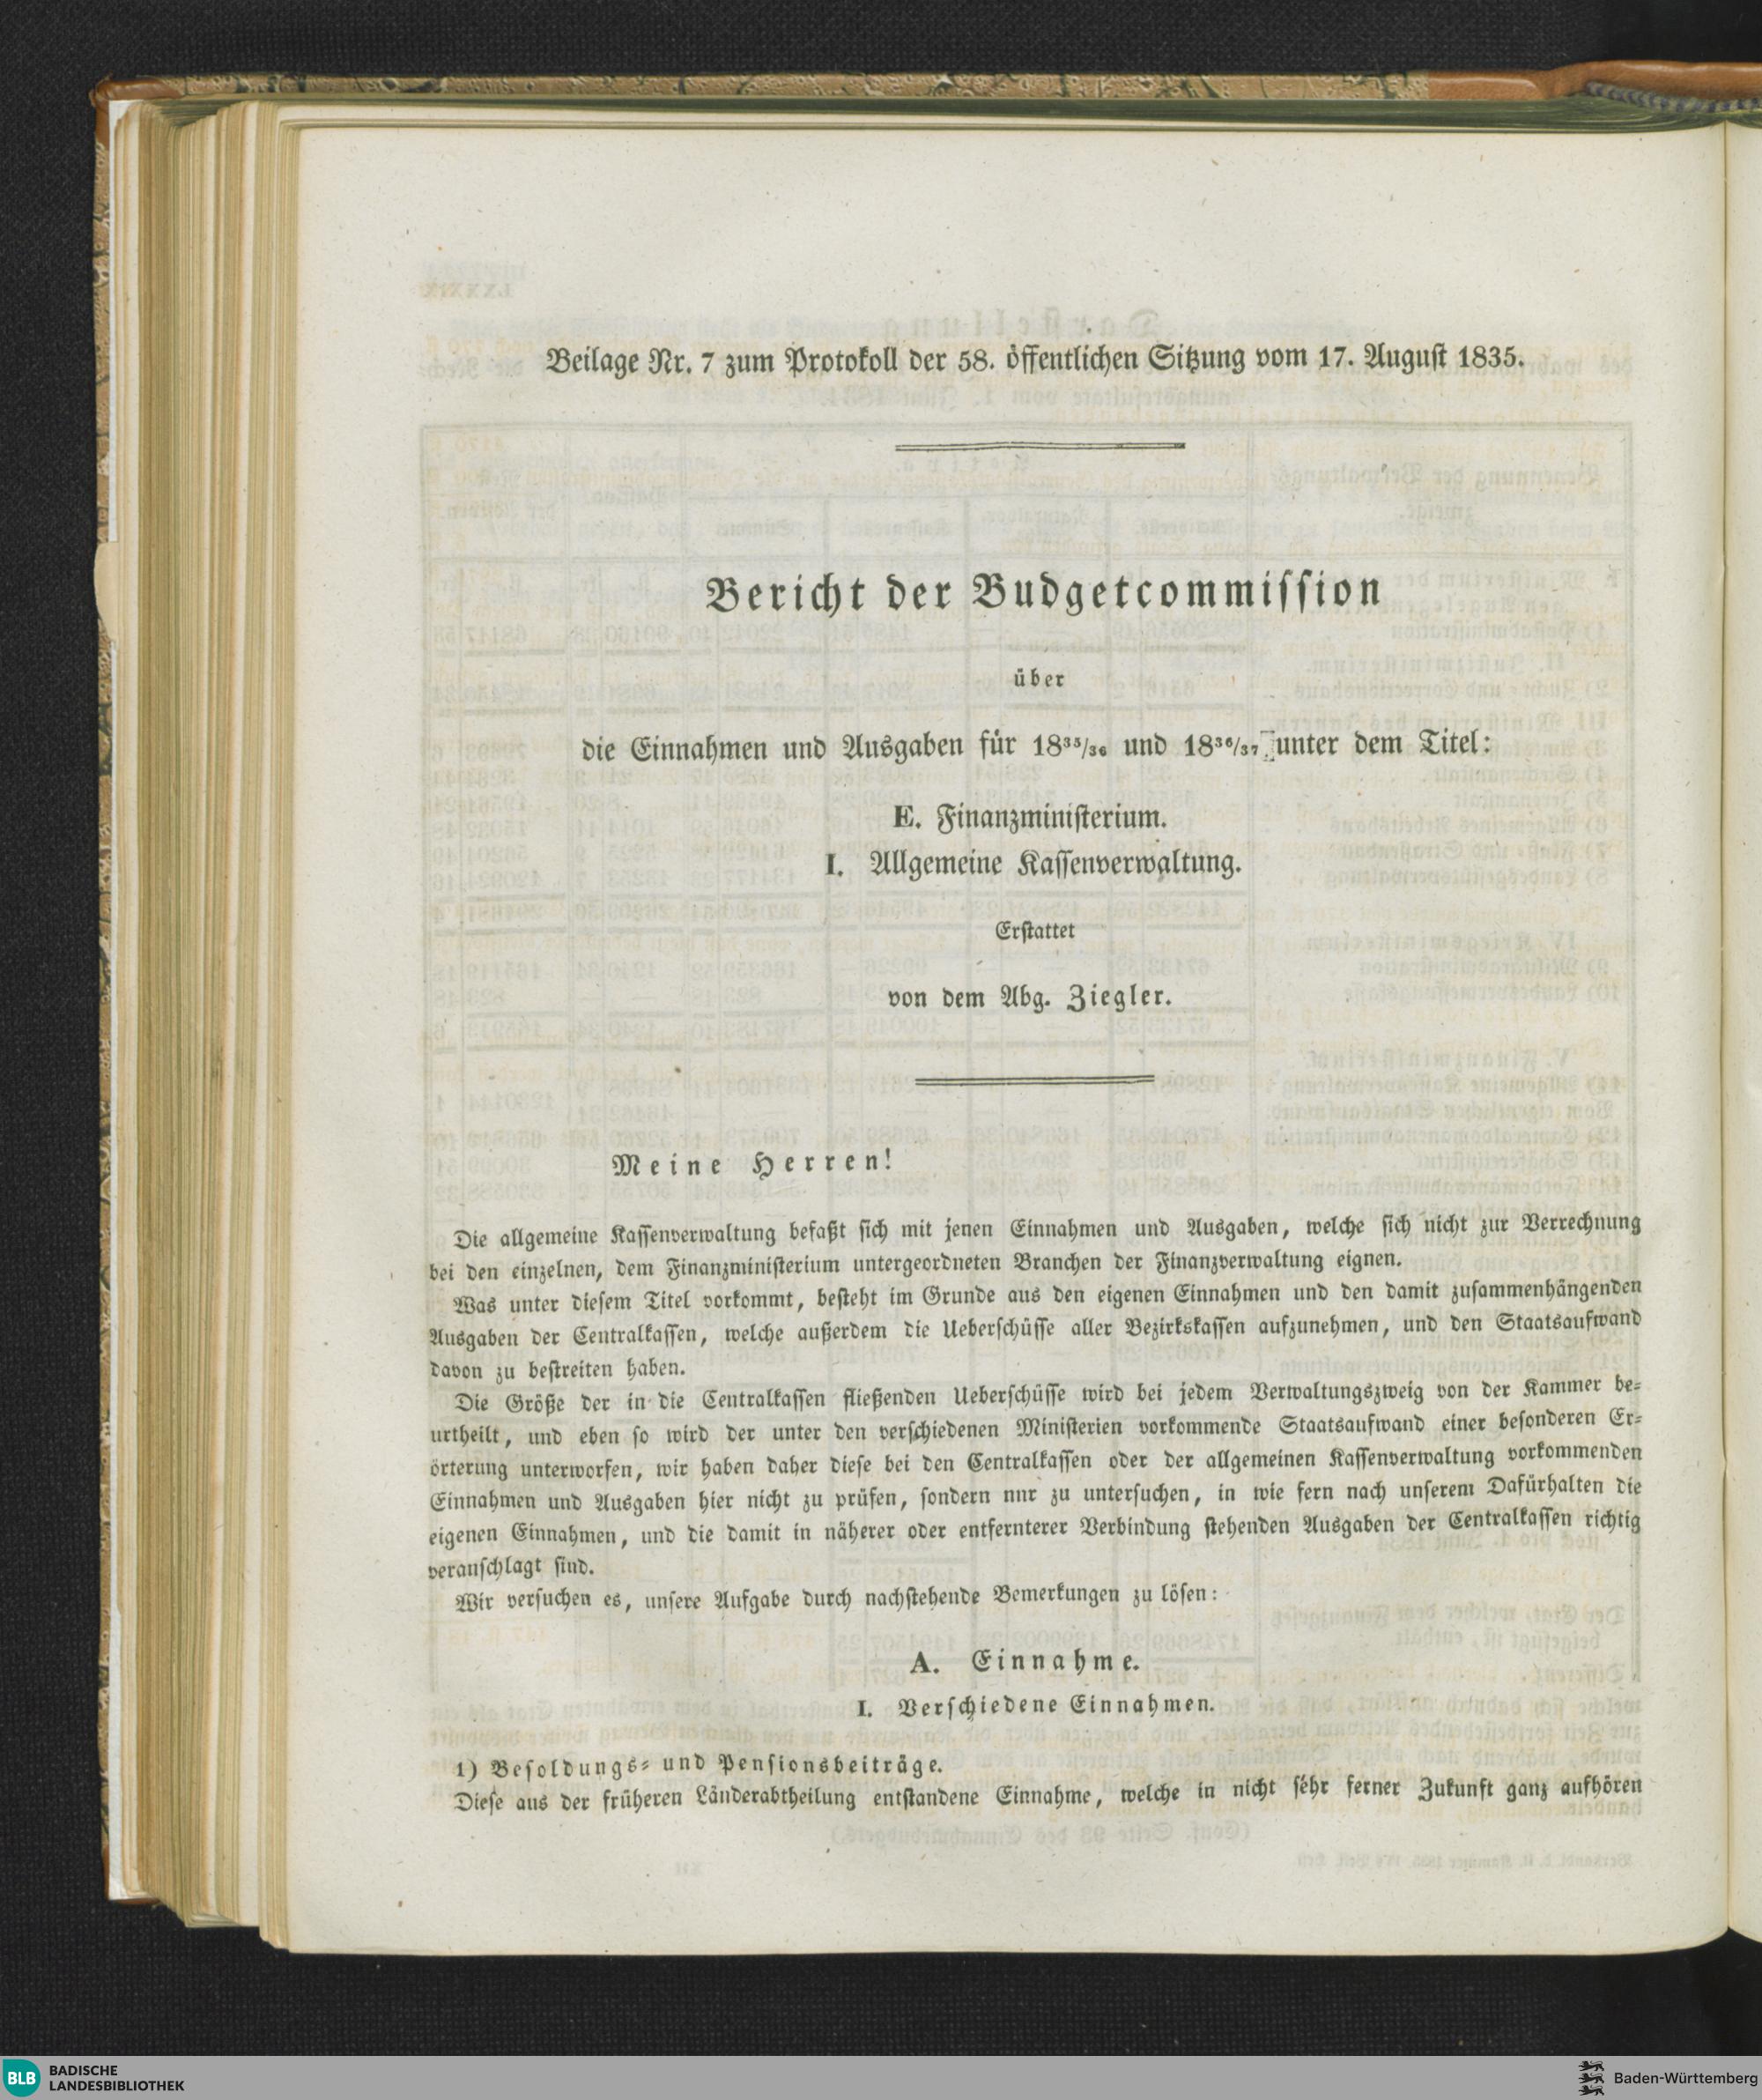 Beilage Nr. 7 zum Protokoll der 58. öffentlichen Sitzung vom 17. August 1835.
Bericht der Budgetcommission
über
die Einnahmen und Ausgaben für 18³⁵/₃₆ und 18³⁶/₃₇ unter dem Titel:
E. Finanzministerium.
I. Allgemeine Kassenverwaltung.
Erstattet
von dem Abg. Ziegler.
Meine Herren!
Die allgemeine Kassenverwaltung befaßt sich mit jenen Einnahmen und Ausgaben, welche sich nicht zur Verrechnung
bei den einzelnen, dem Finanzministerium untergeordneten Branchen der Finanzverwaltung eignen.
Was unter diesem Titel vorkommt, besteht im Grunde aus den eigenen Einnahmen und den damit zusammenhängenden
Ausgaben der Centralkassen, welche außerdem die Ueberschüsse aller Bezirkskassen aufzunehmen, und den Staatsaufwand
davon zu bestreiten haben.
Die Größe der in die Centralkassen fließenden Ueberschüsse wird bei jedem Verwaltungszweig von der Kammer be-
urtheilt, und eben so wird der unter den verschiedenen Ministerien vorkommende Staatsaufwand einer besonderen Er-
örterung unterworfen, wir haben daher diese bei den Centralkassen oder der allgemeinen Kassenverwaltung vorkommenden
Einnahmen und Ausgaben hier nicht zu prüfen, sondern nnr zu untersuchen, in wie fern nach unserem Dafürhalten die
eigenen Einnahmen, und die damit in näherer oder entfernterer Verbindung stehenden Ausgaben der Centralkassen richtig
veranschlagt sind.
Wir versuchen es, unsere Aufgabe durch nachstehende Bemerkungen zu lösen:
A. Einnahme.
I. Verschiedene Einnahmen.
1) Besoldungs- und Pensionsbeiträge.
Diese aus der früheren Länderabtheilung entstandene Einnahme, welche in nicht sehr ferner Zukunft ganz aufhören
BLB BADISCHE
LANDESBIBLIOTHEK
Baden-Württemberg